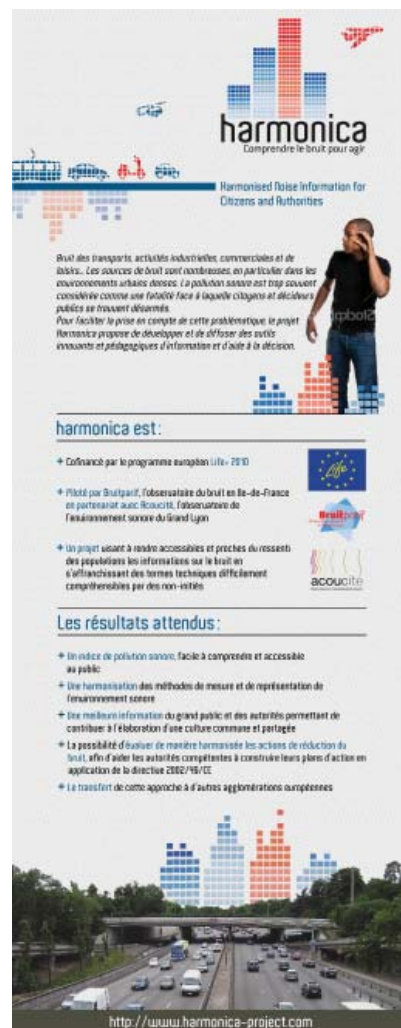 harmonica
Comprendre le bruit pour agir
Harmonised Noise Information for
Citizens and Authorities
Bruit des transports, activités industrielles, commerciales et de
loisirs... Les sources de bruit sont nombreuses, en particulier dans les
environnements urbains denses. La pollution sonore est trop souvent
considérée comme une fatalité face à laquelle citoyens et décideurs
publics se trouvent désarmés.
Pour faciliter la prise en compte de cette problématique, le projet
Harmonica propose de développer et de diffuser des outils
innovants et pédagogiques d'information et d'aide à la décision.
harmonica est :
+ Cofinancé par le programme européen Life+ 2010
Life
+ Piloté par Bruitparif, l'observatoire du bruit en Ile-de-France
en partenariat avec Acoucité, l'observatoire de
l'environnement sonore du Grand Lyon
Bruitparif
+ Un projet visant à rendre accessibles et proches du ressenti
des populations les informations sur le bruit en
s'affranchissant des termes techniques difficilement
compréhensibles par des non-initiés
acoucite
Les résultats attendus :
+ Un indice de pollution sonore, facile à comprendre et accessible
au public
+ Une harmonisation des méthodes de mesure et de représentation de
l'environnement sonore
+ Une meilleure information du grand public et des autorités permettant de
contribuer à l'élaboration d'une culture commune et partagée
+ La possibilité d'évaluer de manière harmonisée les actions de réduction du
bruit, afin d'aider les autorités compétentes à construire leurs plans d'action en
application de la directive 2002/49/CE
+ Le transfert de cette approche à d'autres agglomérations européennes
http://www.harmonica-project.com